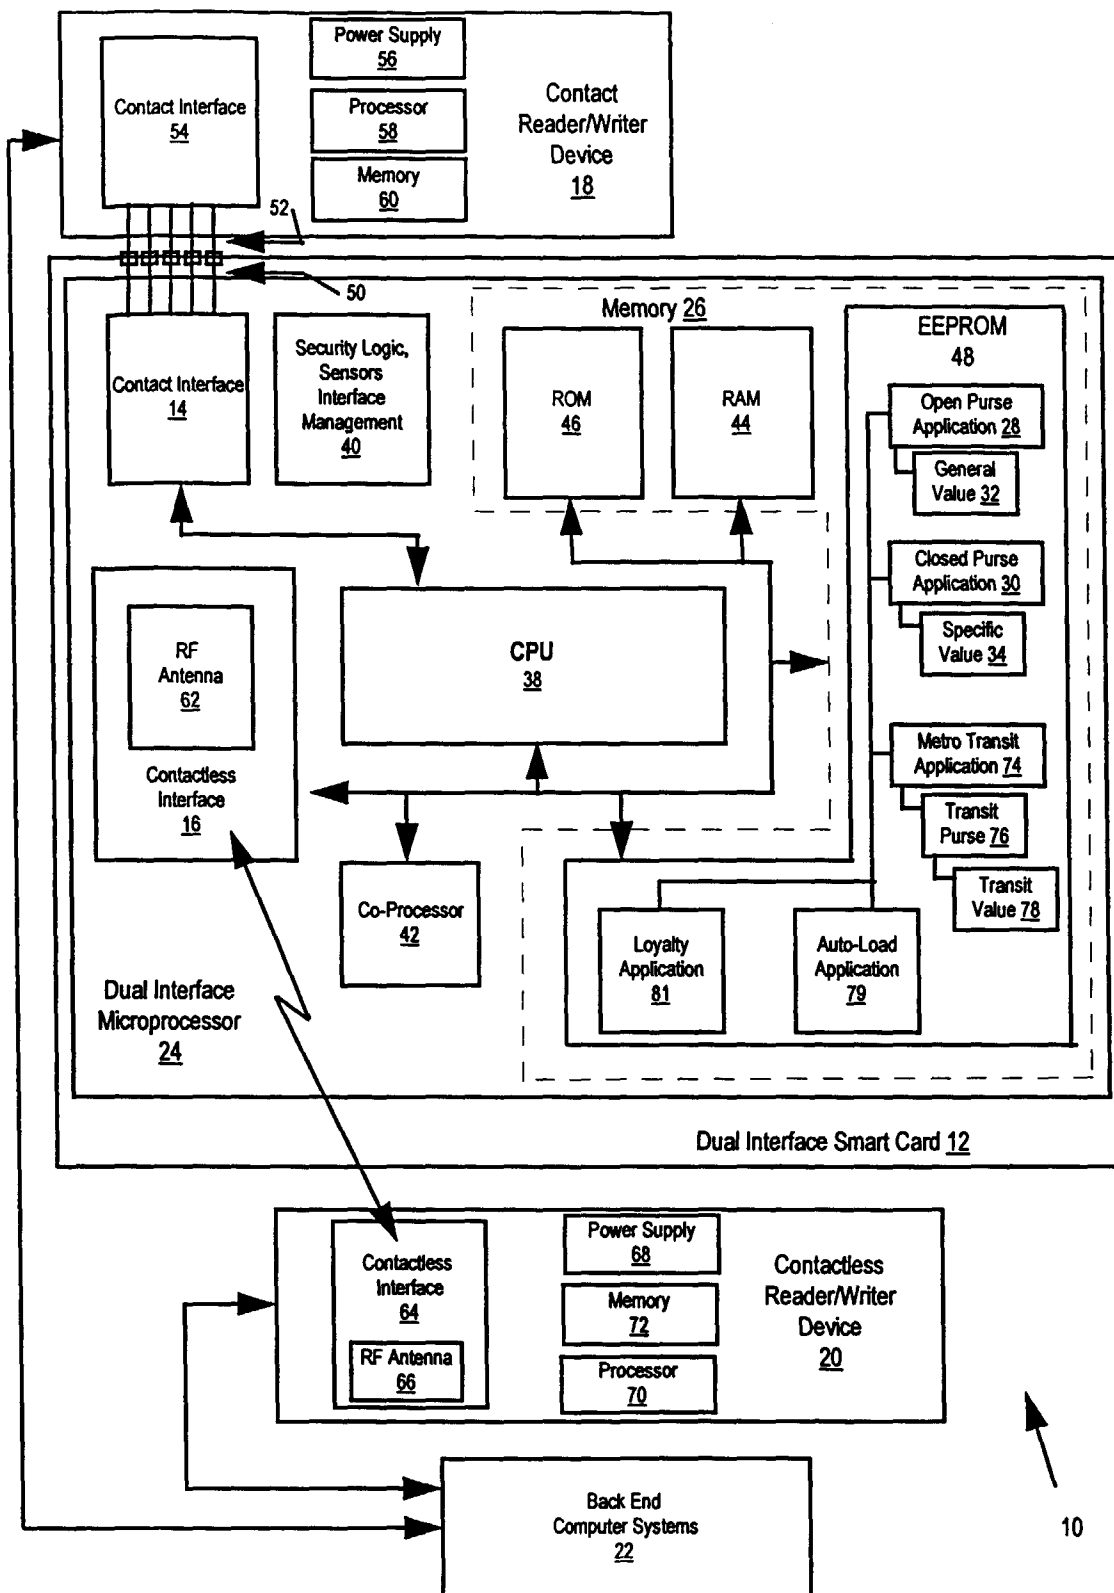 Power Supply
56
Contact Interface
54
Processor
58
Memory
60
Contact
Reader/Writer
Device
18
52
50
Memory 26
EEPROM
48
Contact Interface
14
Security Logic,
Sensors
Interface
Management
40
ROM
46
RAM
44
Open Purse
Application 28
General
Value 32
Closed Purse
Application 30
Specific
Value 34
CPU
38
RF
Antenna
62
Contactless
Interface
16
Metro Transit
Application 74
Transit
Purse 76
Transit
Value 78
Co-Processor
42
Loyalty
Application
81
Auto-Load
Application
79
Dual Interface
Microprocessor
24
Dual Interface Smart Card 12
Contactless
Interface
64
RF Antenna
66
Power Supply
68
Memory
72
Processor
70
Contactless
Reader/Writer
Device
20
Back End
Computer Systems
22
10